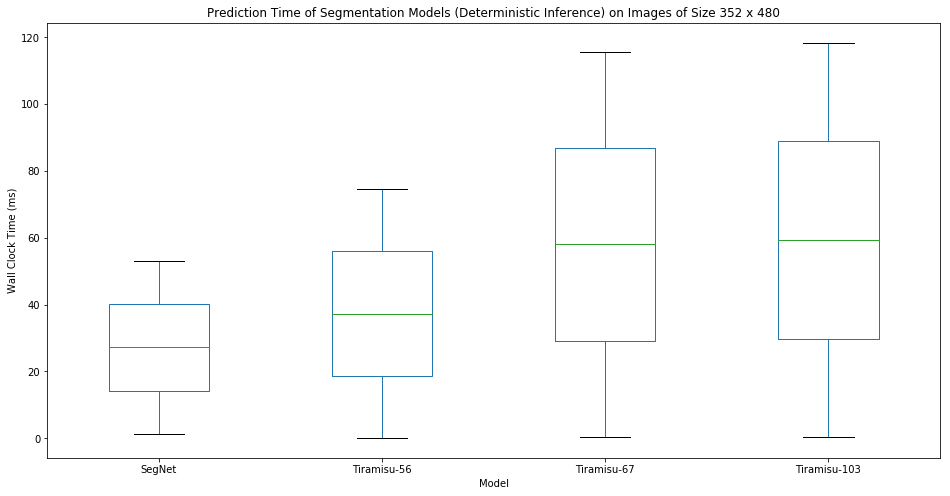 Prediction Time of Segmentation Models (Deterministic Inference) on Images of Size 352 x 480
120
100
80
60
40
20
0
Wall Clock Time (ms)
SegNet
Tiramisu-56
Tiramisu-67
Tiramisu-103
Model